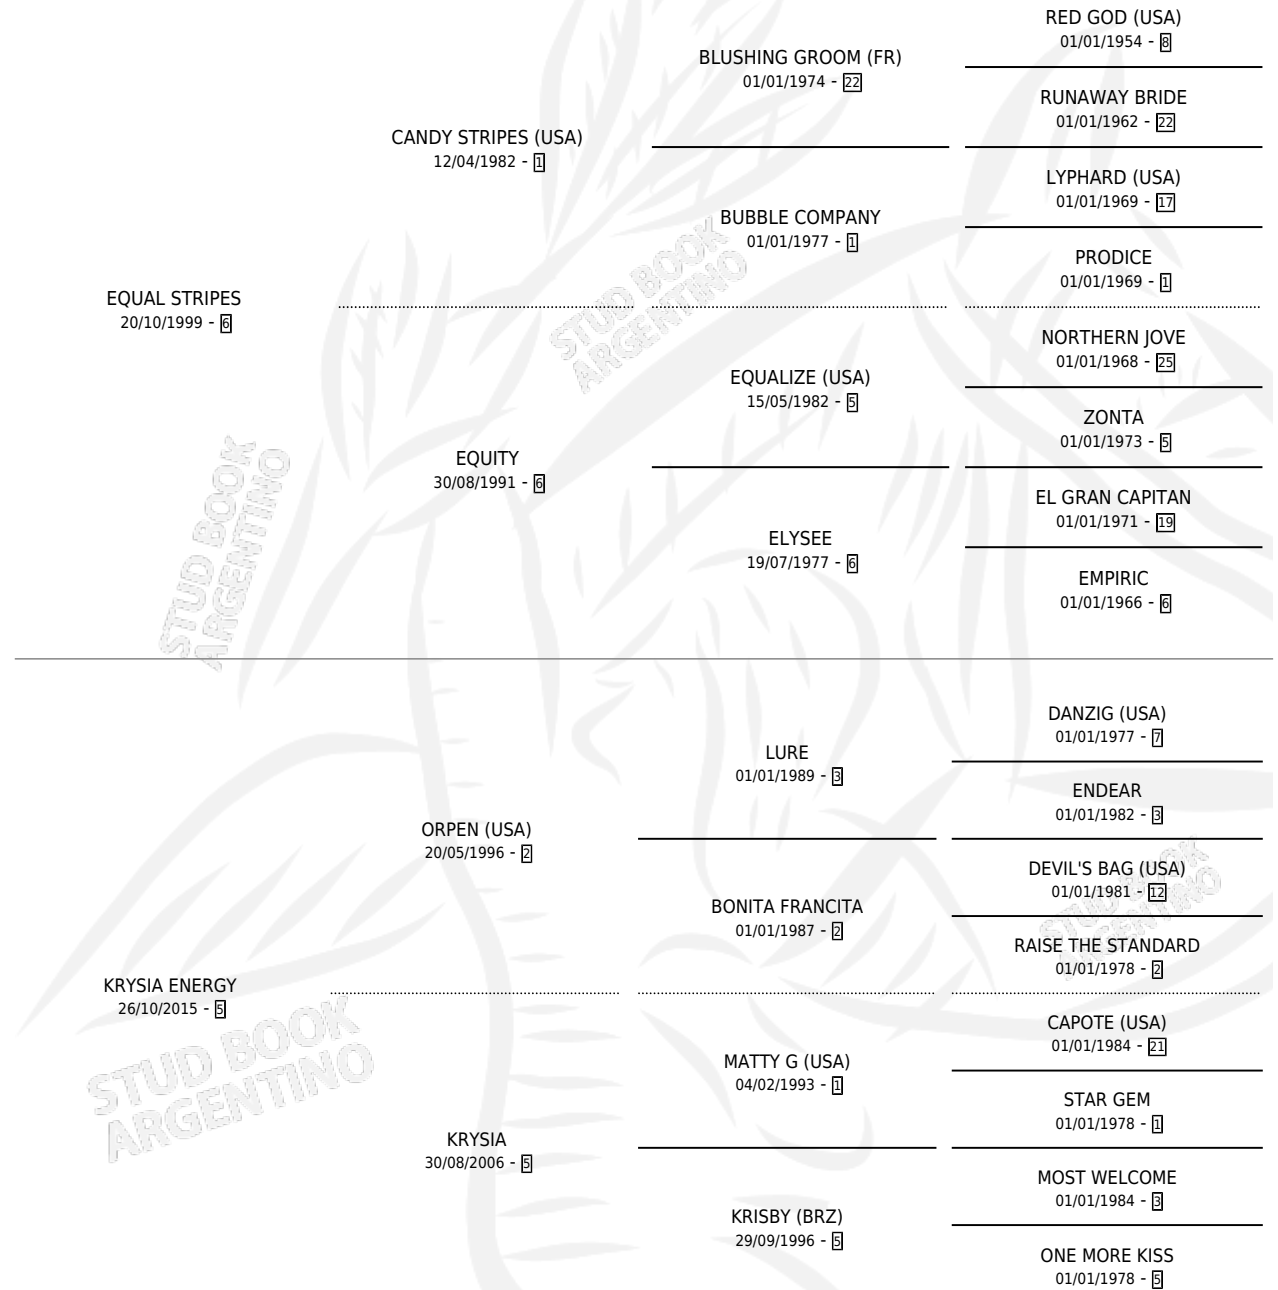 RED GOD (USA)
01/01/1954 - 8
BLUSHING GROOM (FR)
01/01/1974 - 22
RUNAWAY BRIDE
01/01/1962 - 22
CANDY STRIPES (USA)
12/04/1982 - 1
LYPHARD (USA)
01/01/1969 - 17
BUBBLE COMPANY
01/01/1977 - 1
PRODICE
01/01/1969 - 1
EQUAL STRIPES
20/10/1999 - 6
NORTHERN JOVE
01/01/1968 - 25
EQUALIZE (USA)
15/05/1982 - 5
ZONTA
01/01/1973 - 5
EQUITY
30/08/1991 - 6
EL GRAN CAPITAN
01/01/1971 - 19
ELYSEE
19/07/1977 - 6
EMPIRIC
01/01/1966 - 6
STUD BOOK
ARGENTINO
STUD BOOK
ARGENTINO
DANZIG (USA)
01/01/1977 - 7
LURE
01/01/1989 - 3
ENDEAR
01/01/1982 - 3
ORPEN (USA)
20/05/1996 - 2
DEVIL'S BAG (USA)
01/01/1981 - 12
BONITA FRANCITA
01/01/1987 - 2
RAISE THE STANDARD
01/01/1978 - 2
KRYSIA ENERGY
26/10/2015 - 5
CAPOTE (USA)
01/01/1984 - 21
MATTY G (USA)
04/02/1993 - 1
STAR GEM
01/01/1978 - 1
KRYSIA
30/08/2006 - 5
MOST WELCOME
01/01/1984 - 3
KRISBY (BRZ)
29/09/1996 - 5
ONE MORE KISS
01/01/1978 - 5
STUD BOOK
ARGENTINO
STUD BOOK
ARGENTINO